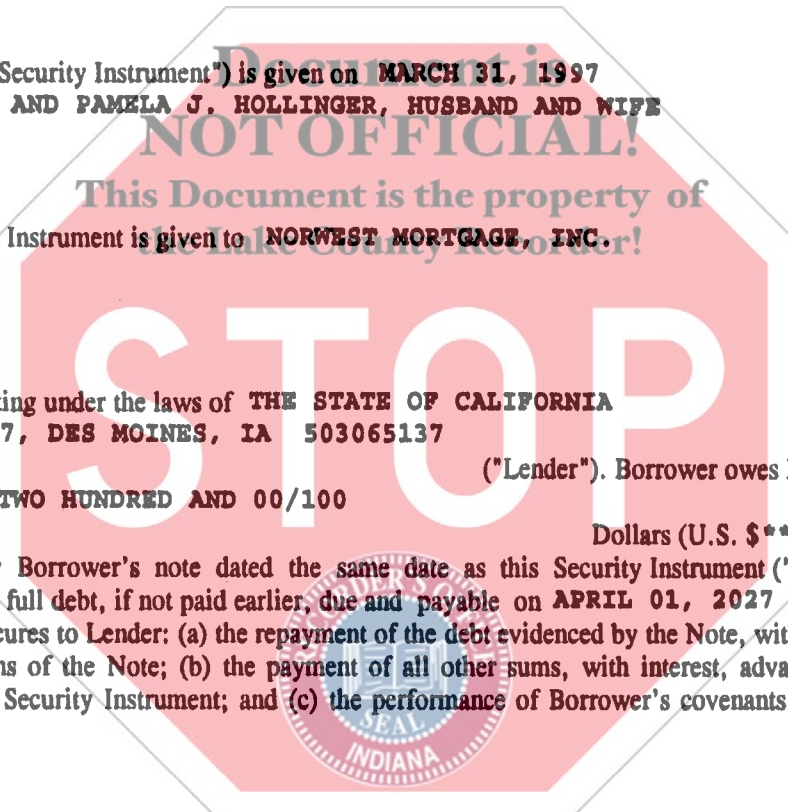 Document is
Security Instrument") is given on MARCH 31, 1997
AND PAMELA J. HOLLINGER, HUSBAND AND WIFE
NOT OFFICIAL!
This Document is the property of
Instrument is given to NORWEST MORTGAGE, INC.
the Lake County Recorder!
STOP
ting under the laws of THE STATE OF CALIFORNIA
7, DES MOINES, IA 503065137
("Lender"). Borrower owes
TWO HUNDRED AND 00/100
Dollars (U.S. $**
Borrower's note dated the same date as this Security Instrument ("
full debt, if not paid earlier, due and payable on APRIL 01, 2027
cures to Lender: (a) the repayment of the debt evidenced by the Note, wit
ns of the Note; (b) the payment of all other sums, with interest, adva
Security Instrument; and (c) the performance of Borrower's covenants
SEAL
INDIANA